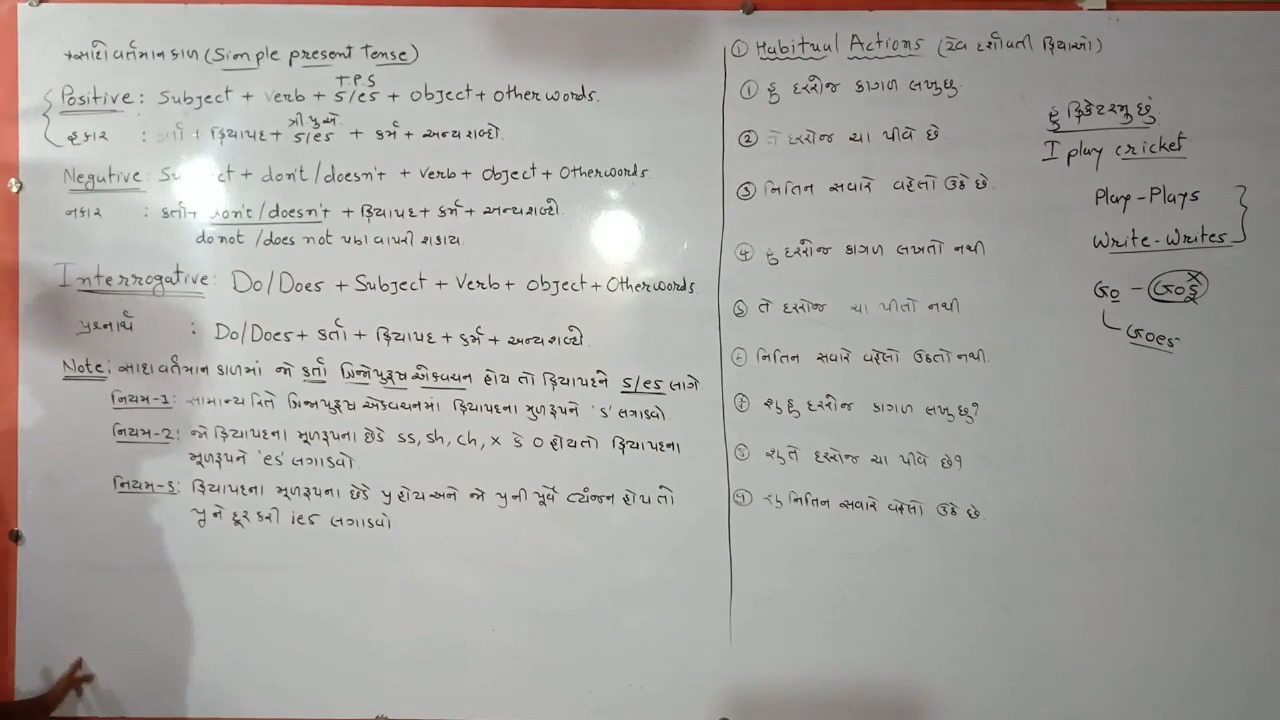 * સાદો વર્તમાન કાળ (Simple present Tense)
T.P.S
Positive : Subject + verb + s/es + object + other words.
ત્રી પુ એ
હકાર : કર્તા + ક્રિયાપદ + s/es + કર્મ + અન્ય શબ્દો.
Negative : Subject + don't/doesn't + verb + object + Other words.
નકાર : કર્તા + don't/doesn't + ક્રિયાપદ + કર્મ + અન્ય શબ્દો.
do not /does not પણ વાપરી શકાય.
Interrogative : Do/Does + Subject + Verb + object + Other words
પ્રશ્નાર્થ : Do/Does + કર્તા + ક્રિયાપદ + કર્મ + અન્ય શબ્દો.
Note : સાદા વર્તમાન કાળમાં જો કર્તા ત્રિજો પુરુષ એકવચન હોય તો ક્રિયાપદને s/es લાગે
નિયમ-1: સામાન્ય રિતે ત્રિજા પુરુષ એકવચનમાં ક્રિયાપદના મુળરૂપને 's' લગાડવો
નિયમ-2: જો ક્રિયાપદના મૂળરૂપના છેડે ss, sh, ch, x કે o હોય તો ક્રિયાપદના
મૂળરૂપને 'es' લગાડવો.
નિયમ-3: ક્રિયાપદના મૂળરૂપના છેડે y હોય અને જો y ની પૂર્વે વ્યંજન હોય તો
y ને દૂર કરી ies લગાડવો
① Habitual Actions (ટેવ દર્શાવતી ક્રિયાઓ)
① હુ દરરોજ કાગળ લખુ છુ.
② તે દરરોજ ચા પીવે છે.
③ નિતિન સવારે વહેલો ઉઠે છે.
④ હુ દરરોજ કાગળ લખતો નથી
⑤ તે દરરોજ ચા પીતો નથી
⑥ નિતિન સવારે વહેલો ઉઠતો નથી.
⑦ શુ હુ દરરોજ કાગળ લખુ છુ?
⑧ શુ તે દરરોજ ચા પીવે છે?
⑨ શુ નિતિન સવારે વહેલો ઉઠે છે.
હુ ક્રિકેટ રમુ છું.
I play cricket
Play - Plays
Write - Writes
Go - Gos
Goes